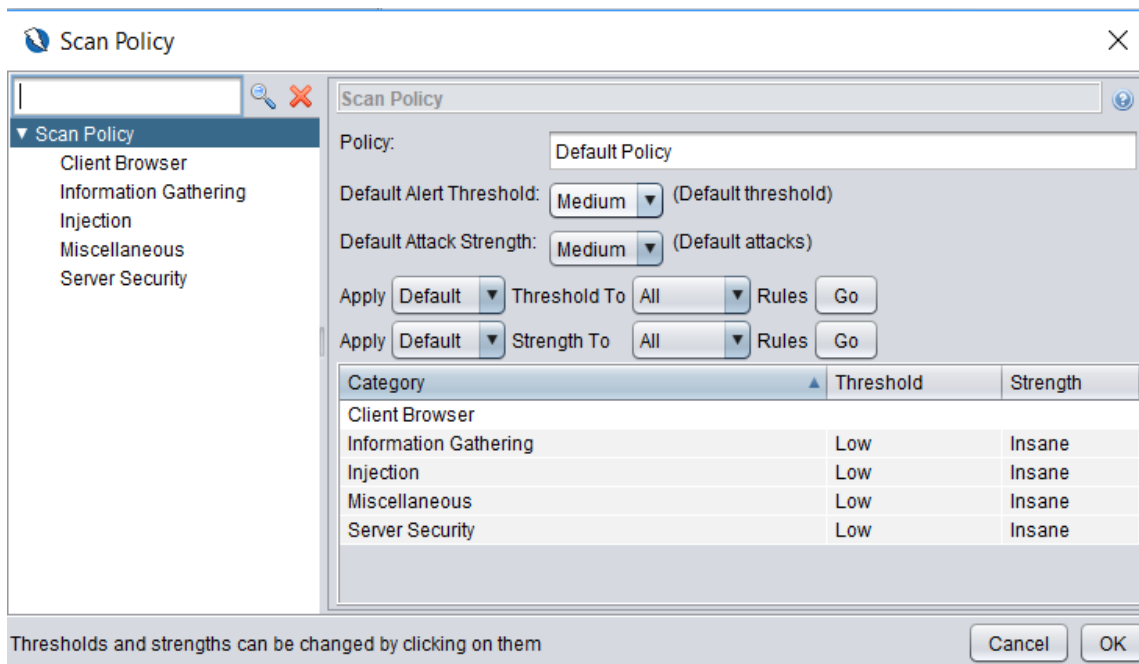 Scan Policy
Scan Policy
Scan Policy
Client Browser
Information Gathering
Injection
Miscellaneous
Server Security
Policy: Default Policy
Default Alert Threshold: Medium (Default threshold)
Default Attack Strength: Medium (Default attacks)
Apply Default Threshold To All Rules Go
Apply Default Strength To All Rules Go
Category Threshold Strength
Client Browser
Information Gathering Low Insane
Injection Low Insane
Miscellaneous Low Insane
Server Security Low Insane
Thresholds and strengths can be changed by clicking on them
Cancel OK